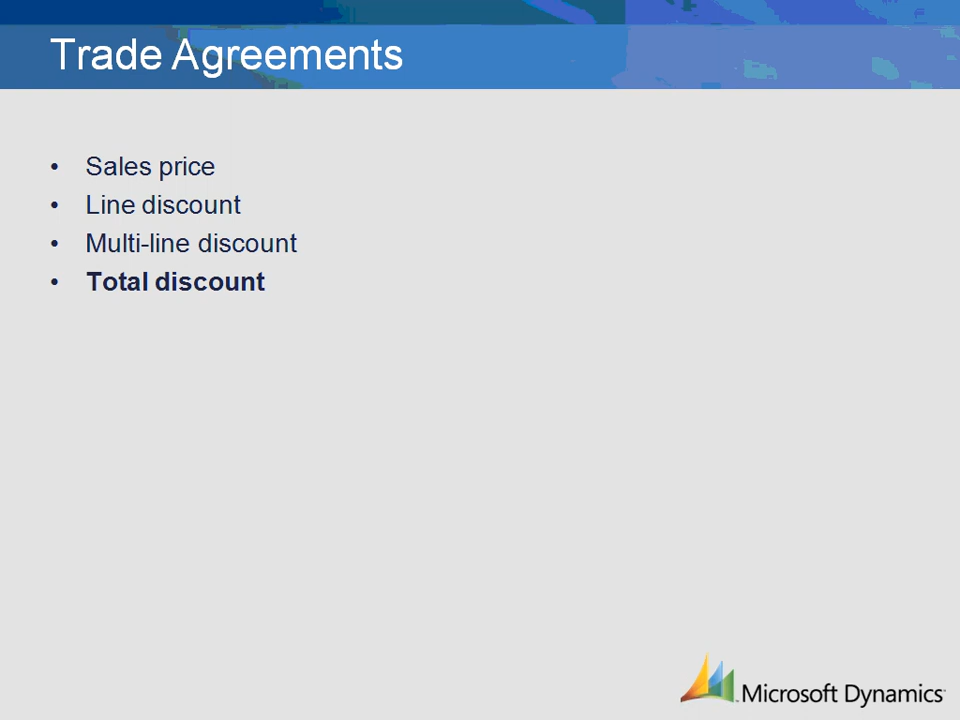 Trade Agreements
• Sales price
• Line discount
• Multi-line discount
• Total discount
Microsoft Dynamics